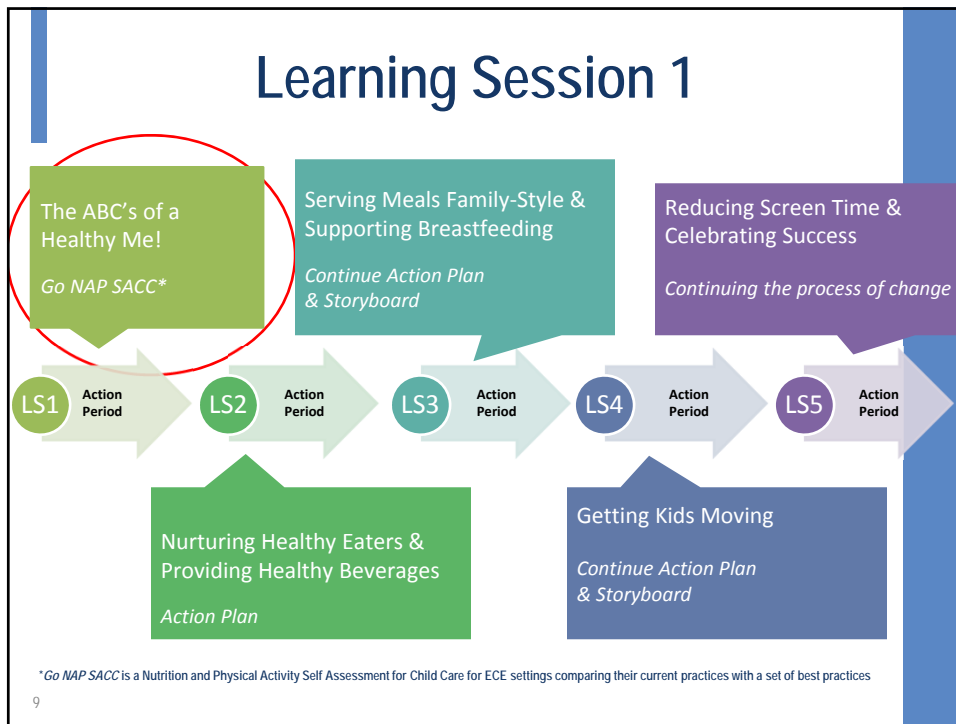 Learning Session 1
The ABC's of a
Healthy Me!
Go NAP SACC*
Serving Meals Family-Style &
Supporting Breastfeeding
Continue Action Plan
& Storyboard
Reducing Screen Time &
Celebrating Success
Continuing the process of change
LS1
Action
Period
LS2
Action
Period
LS3
Action
Period
LS4
Action
Period
LS5
Action
Period
Nurturing Healthy Eaters &
Providing Healthy Beverages
Action Plan
Getting Kids Moving
Continue Action Plan
& Storyboard
*Go NAP SACC is a Nutrition and Physical Activity Self Assessment for Child Care for ECE settings comparing their current practices with a set of best practices
9